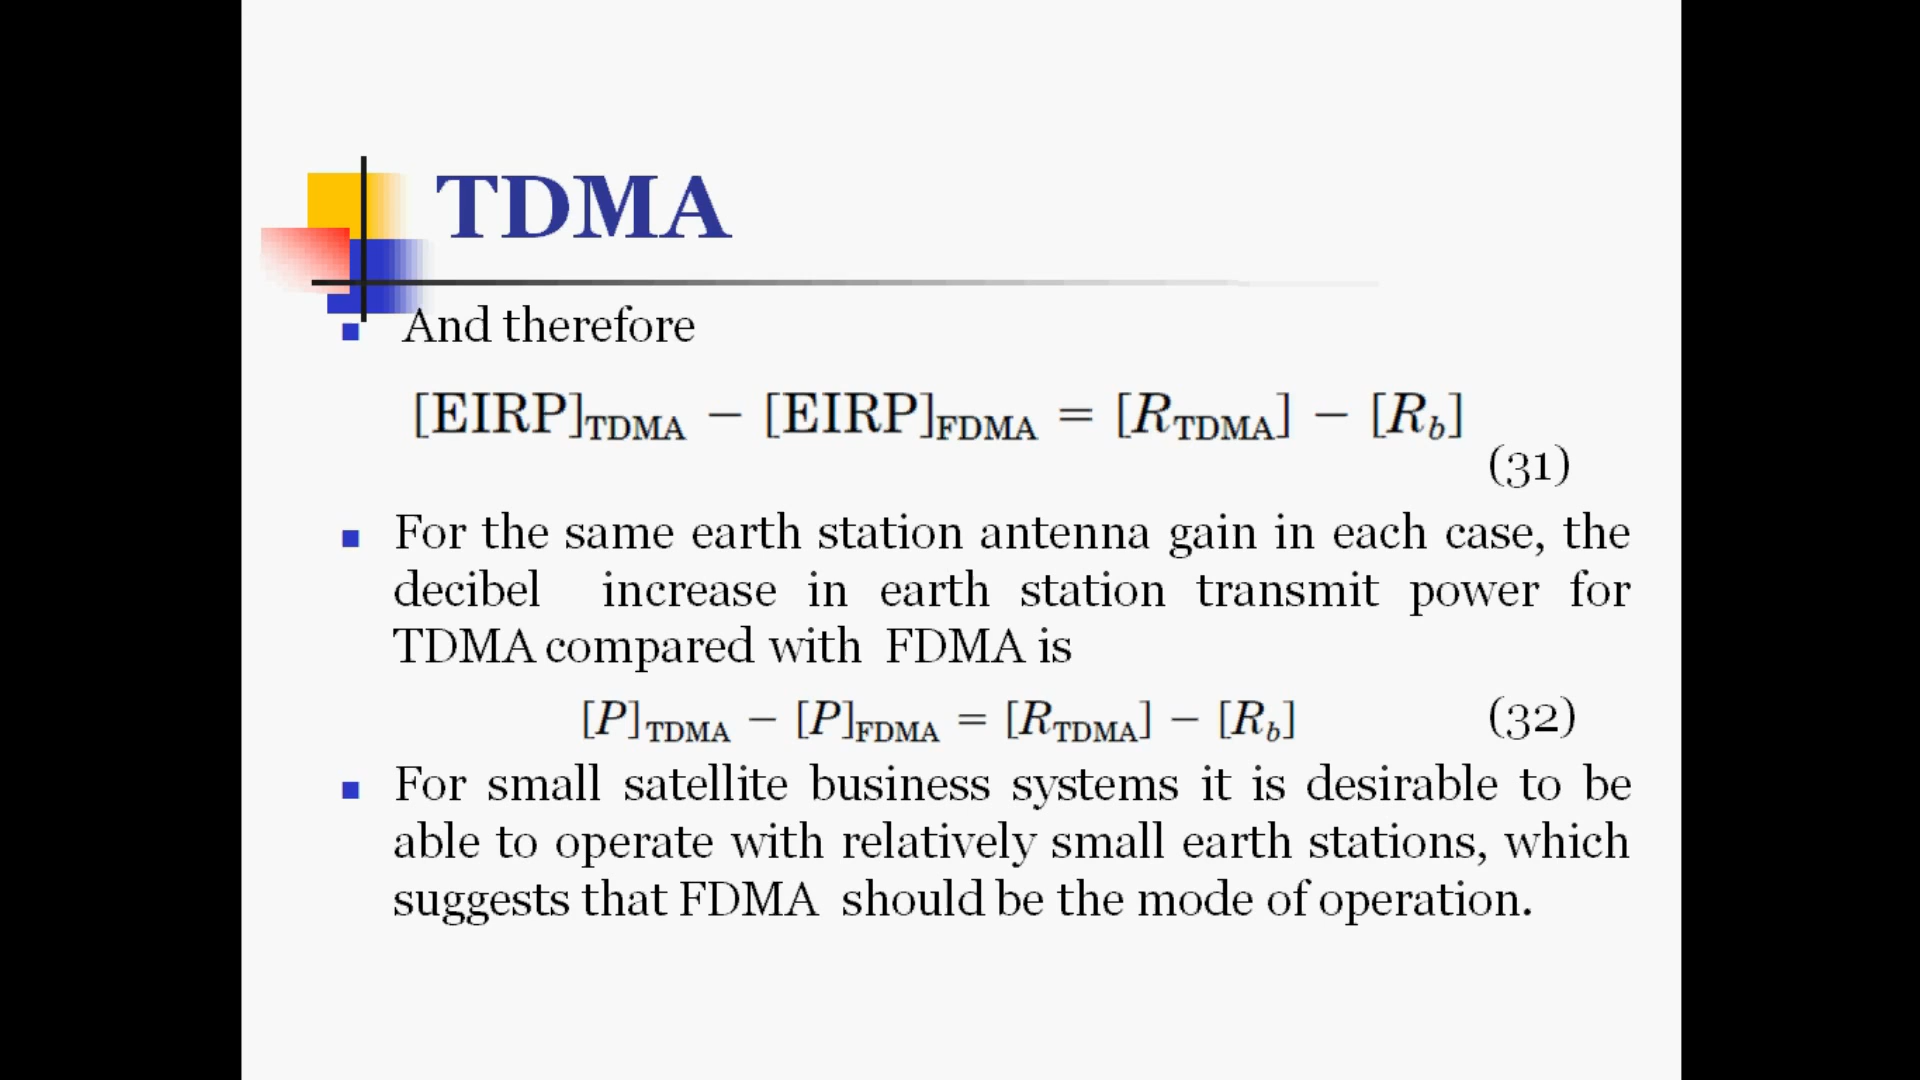 TDMA
And therefore
[EIRP]TDMA − [EIRP]FDMA = [RTDMA] − [Rb]
(31)
For the same earth station antenna gain in each case, the
decibel increase in earth station transmit power for
TDMA compared with FDMA is
[P]TDMA − [P]FDMA = [RTDMA] − [Rb] (32)
For small satellite business systems it is desirable to be
able to operate with relatively small earth stations, which
suggests that FDMA should be the mode of operation.